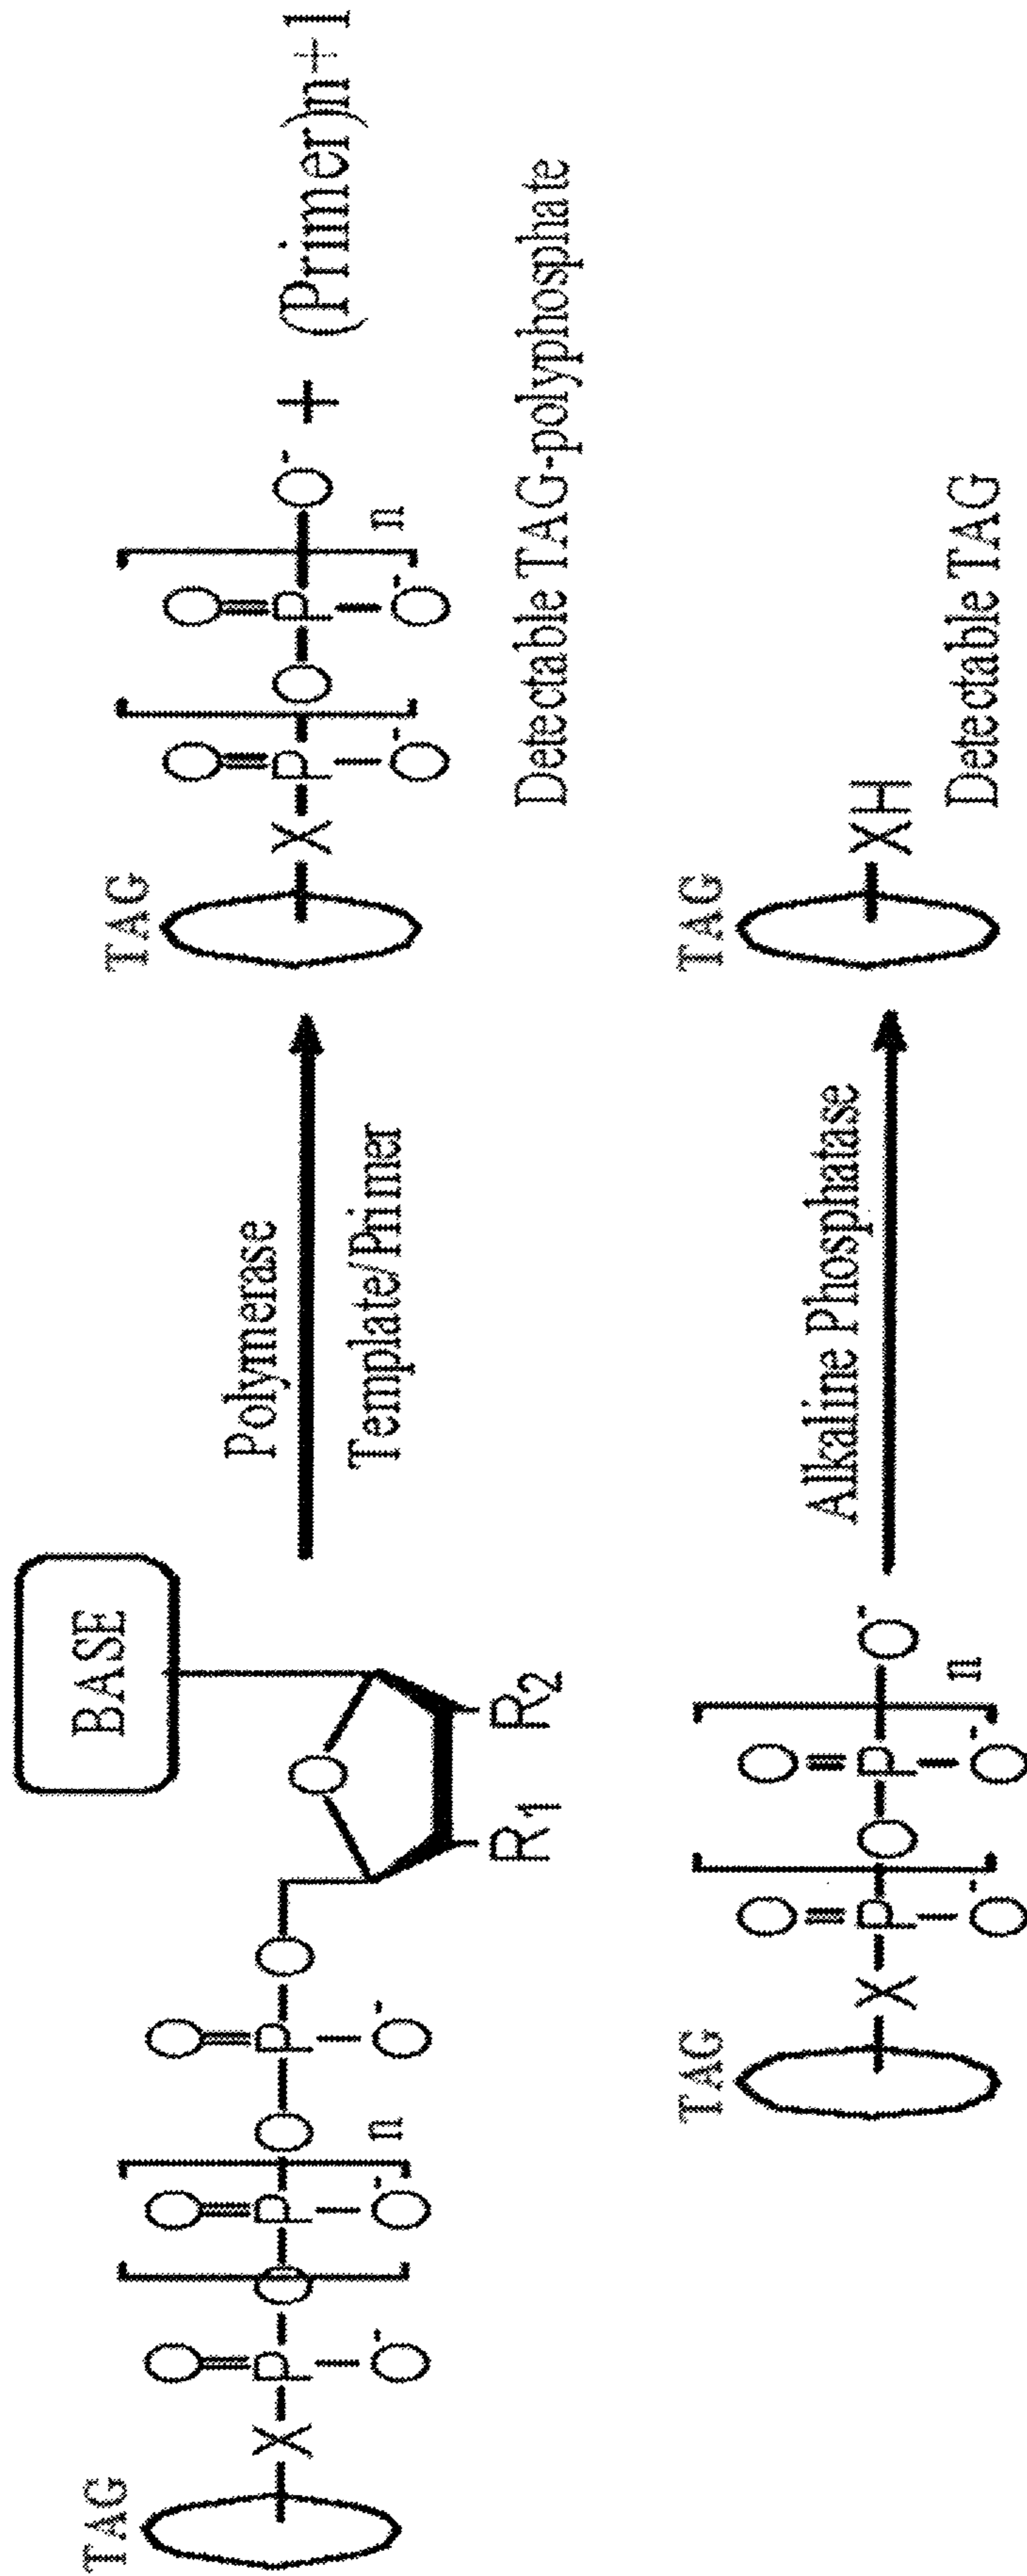 TAG
X-P-O-P-O-P-O
O O O
O- O- O-
n
BASE
O
R1 R2
Polymerase
Template/Primer
TAG
X-P-O-P-O- + (Primer)n+1
O O
O- O-
n
Detectable TAG-polyphosphate
TAG
X-P-O-P-O-
O O
O- O-
n
Alkaline Phosphatase
TAG
XH
Detectable TAG